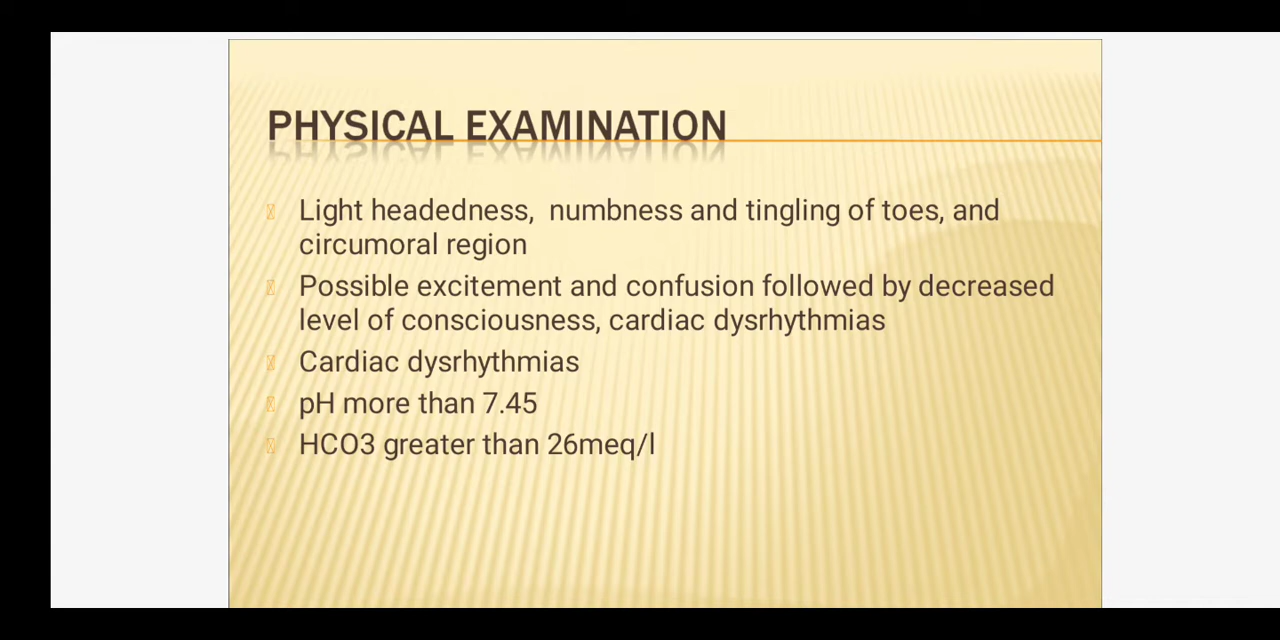 PHYSICAL EXAMINATION
Light headedness,  numbness and tingling of toes, and
circumoral region
Possible excitement and confusion followed by decreased
level of consciousness, cardiac dysrhythmias
Cardiac dysrhythmias
pH more than 7.45
HCO3 greater than 26meq/l